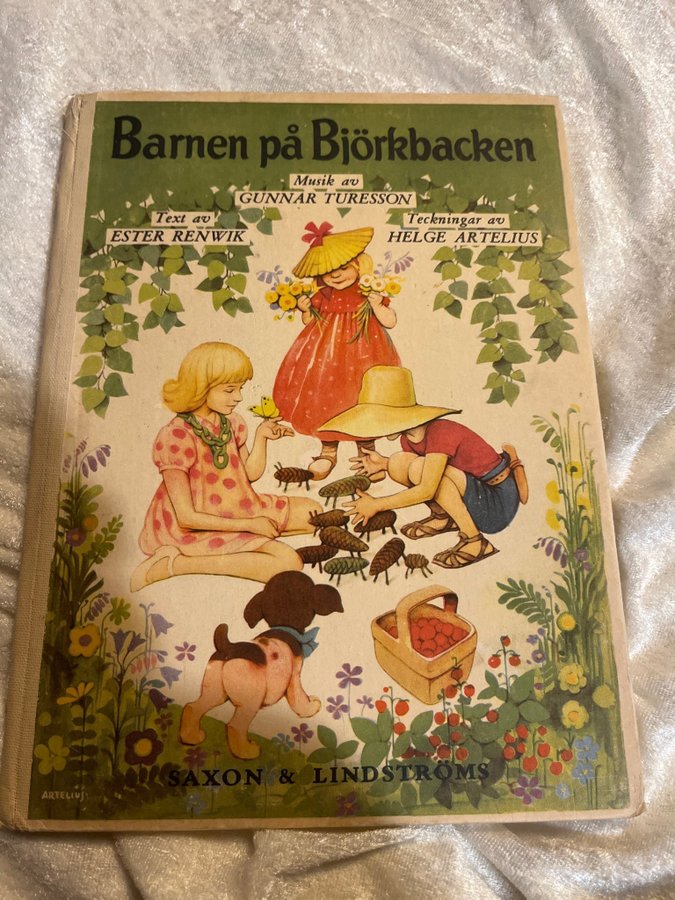 Barnen på Björkbacken
Musik av
GUNNAR TURESSON
Text av
ESTER RENWIK
Teckningar av
HELGE ARTELIUS
SAXON & LINDSTRÖMS
ARTELIUS